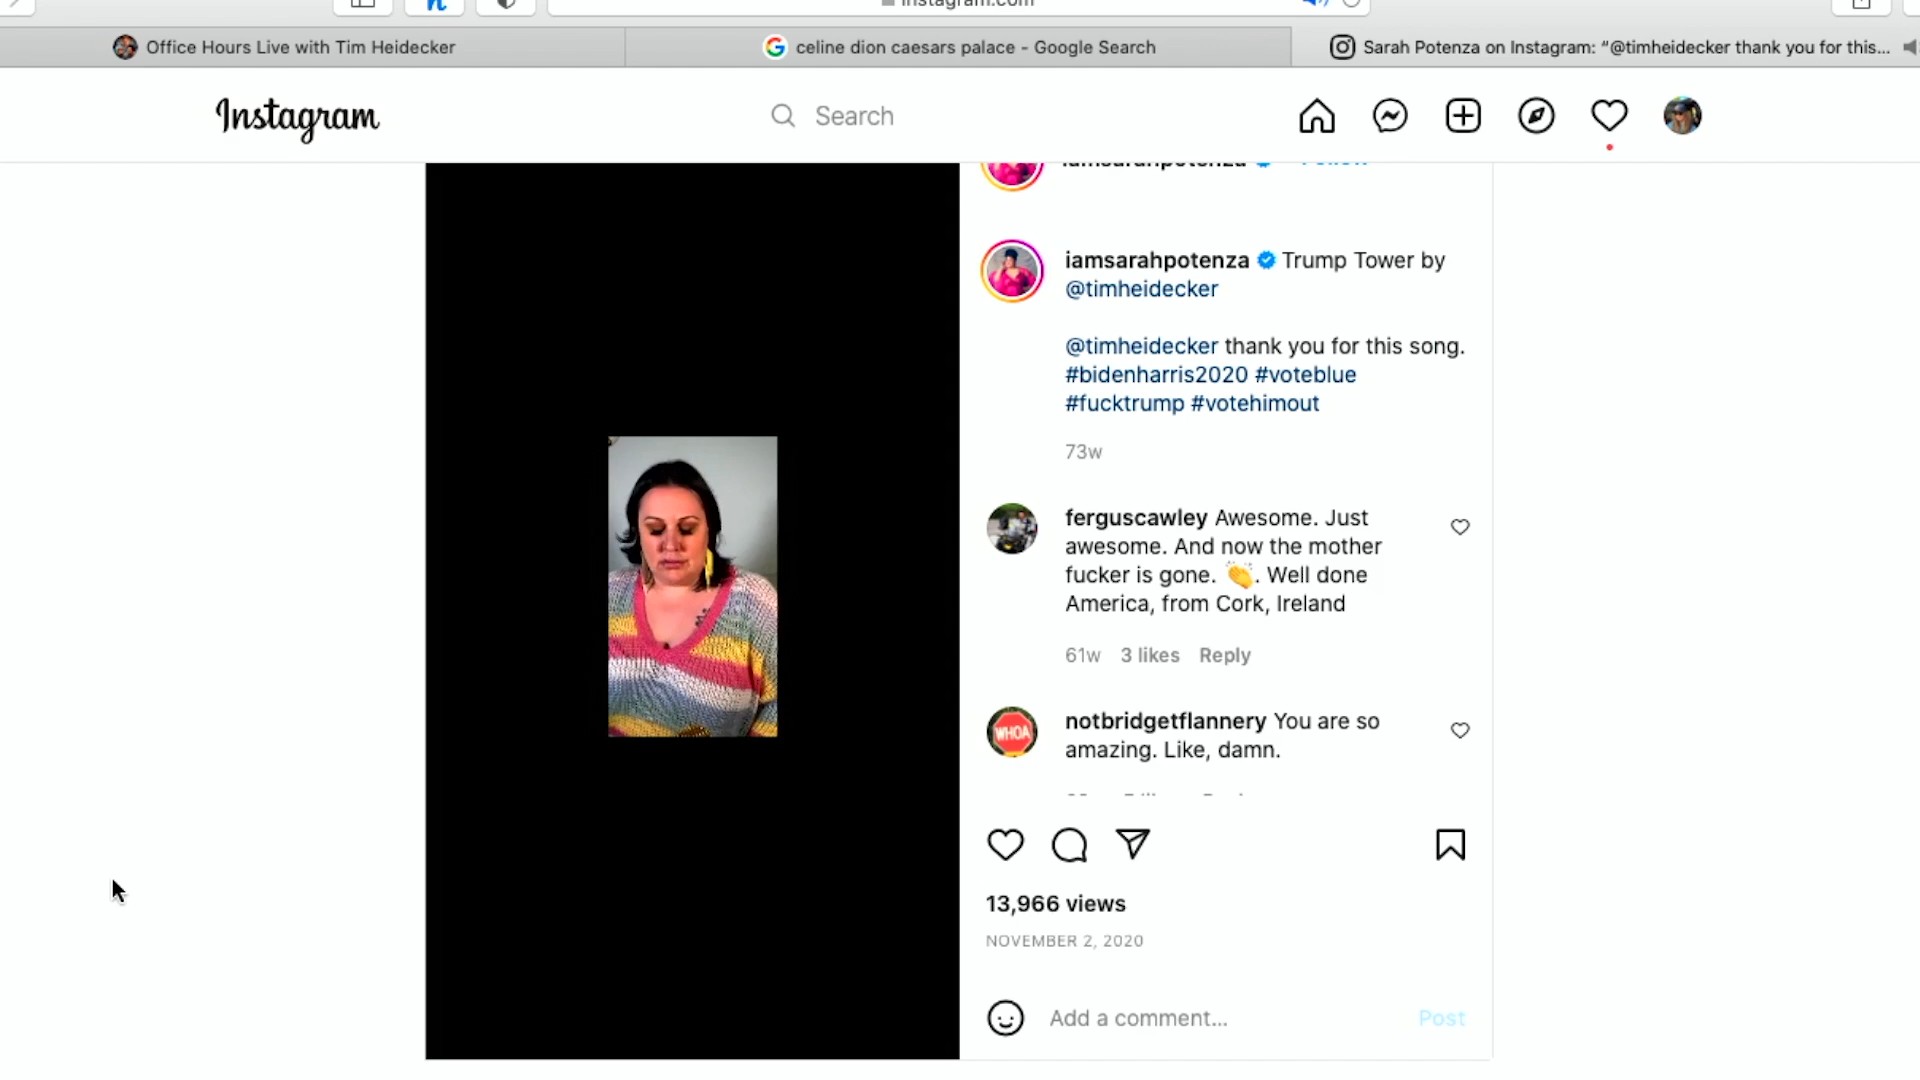 instagram.com
Office Hours Live with Tim Heidecker
celine dion caesars palace - Google Search
Sarah Potenza on Instagram: “@timheidecker thank you for this...
Instagram
Search
iamsarahpotenza
Follow
iamsarahpotenza Trump Tower by
@timheidecker
@timheidecker thank you for this song.
#bidenharris2020 #voteblue
#fucktrump #votehimout
73w
ferguscawley Awesome. Just
awesome. And now the mother
fucker is gone. 👏. Well done
America, from Cork, Ireland
61w 3 likes Reply
WHOA
notbridgetflannery You are so
amazing. Like, damn.
13,966 views
NOVEMBER 2, 2020
Add a comment...
Post